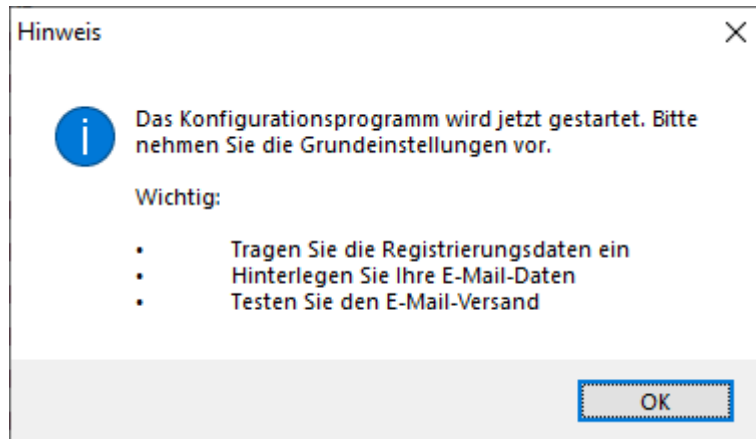 Hinweis
Das Konfigurationsprogramm wird jetzt gestartet. Bitte
nehmen Sie die Grundeinstellungen vor.
Wichtig:
• Tragen Sie die Registrierungsdaten ein
• Hinterlegen Sie Ihre E-Mail-Daten
• Testen Sie den E-Mail-Versand
OK